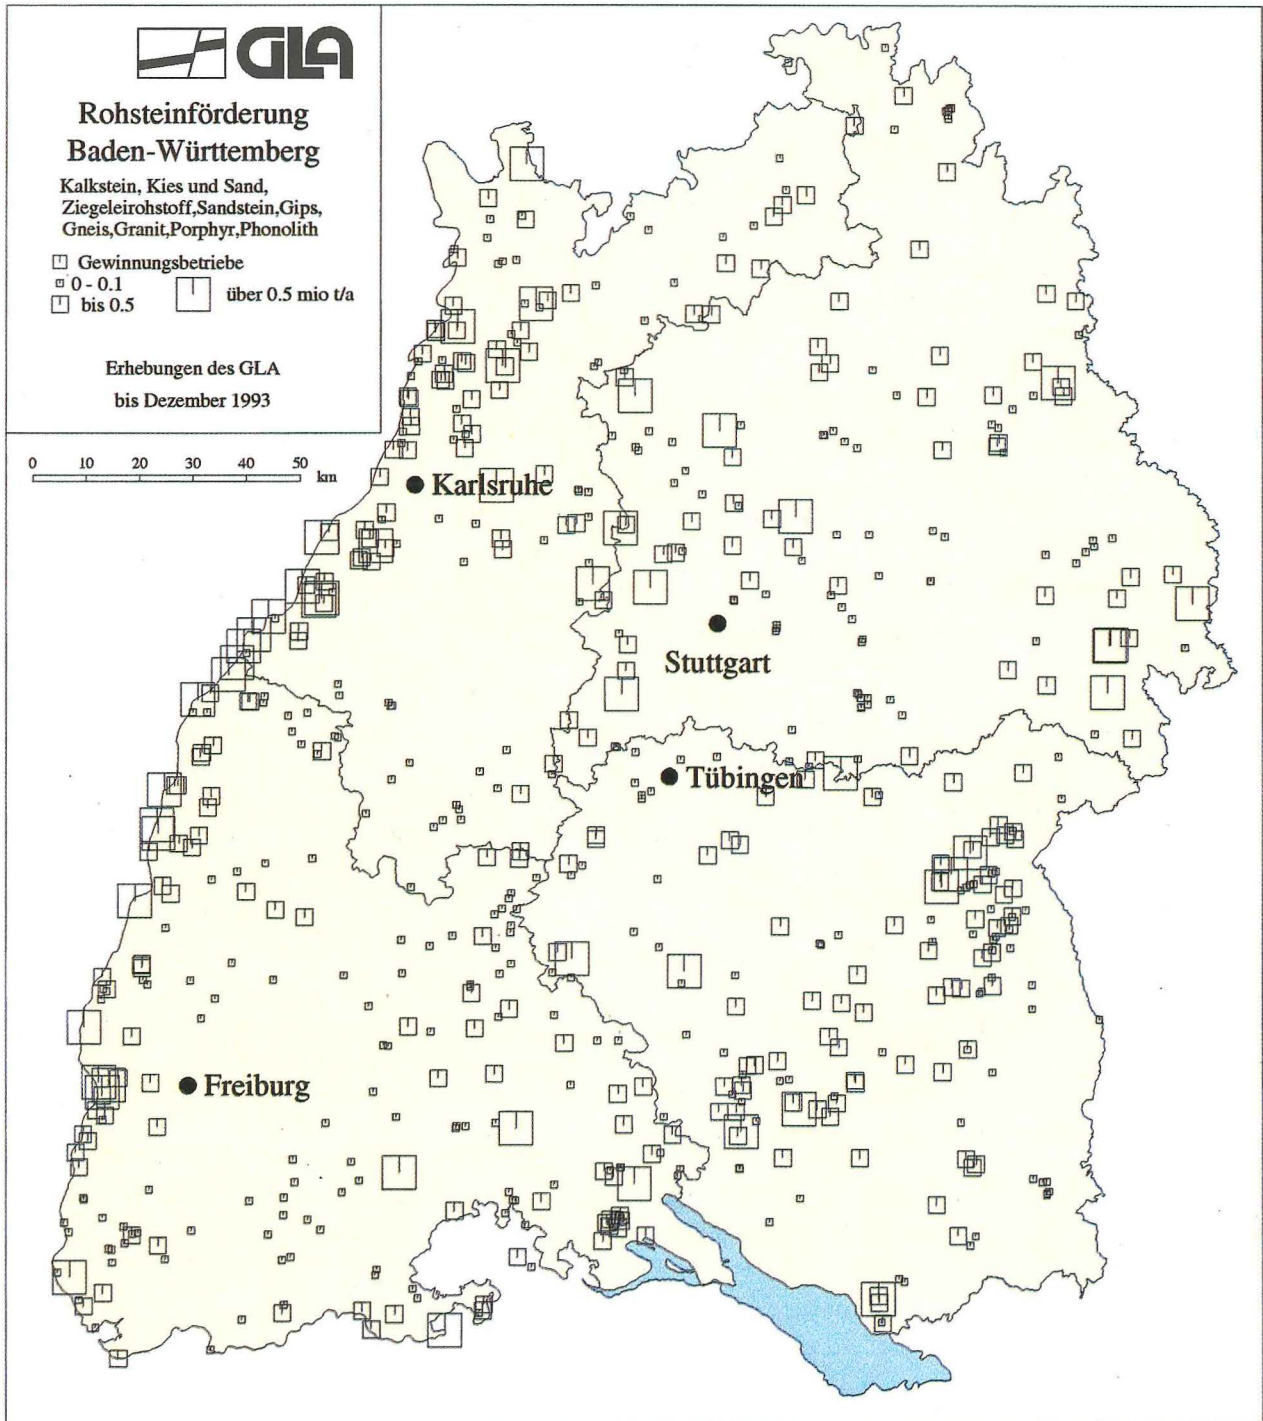 GLA
Rohsteinförderung
Baden-Württemberg
Kalkstein, Kies und Sand,
Ziegeleirohstoff,Sandstein,Gips,
Gneis,Granit,Porphyr,Phonolith
Gewinnungsbetriebe
0 - 0.1
bis 0.5
über 0.5 mio t/a
Erhebungen des GLA
bis Dezember 1993
0 10 20 30 40 50 km
Karlsruhe
Stuttgart
Tübingen
Freiburg